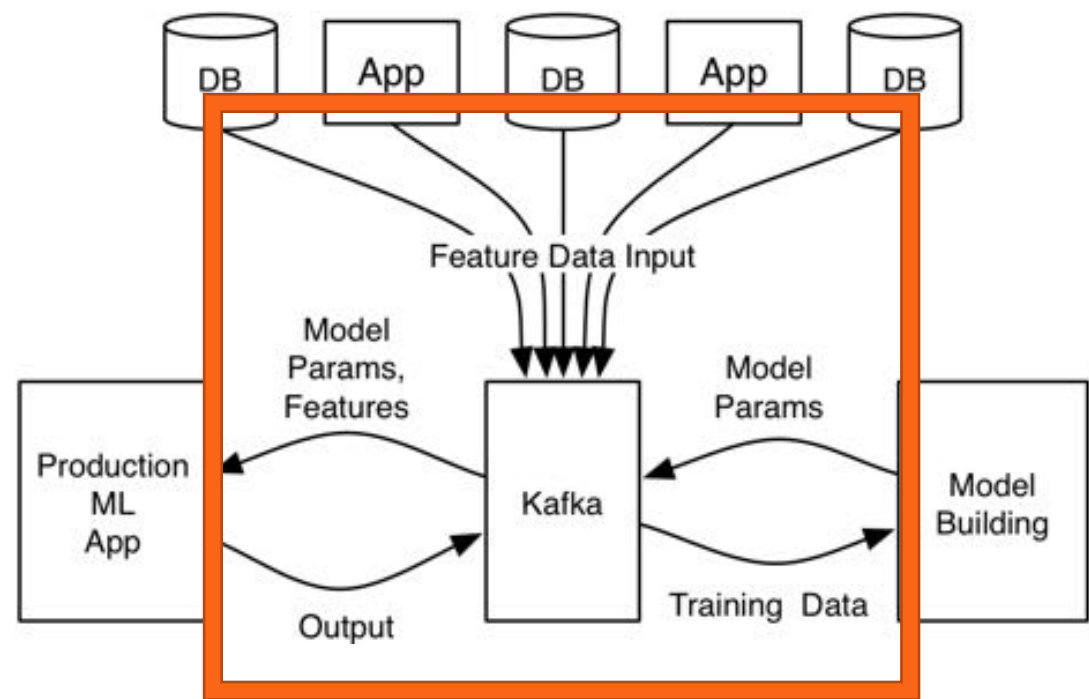 DB
App
DB
App
DB
Feature Data Input
Model
Params,
Features
Model
Params
Production
ML
App
Kafka
Model
Building
Output
Training Data